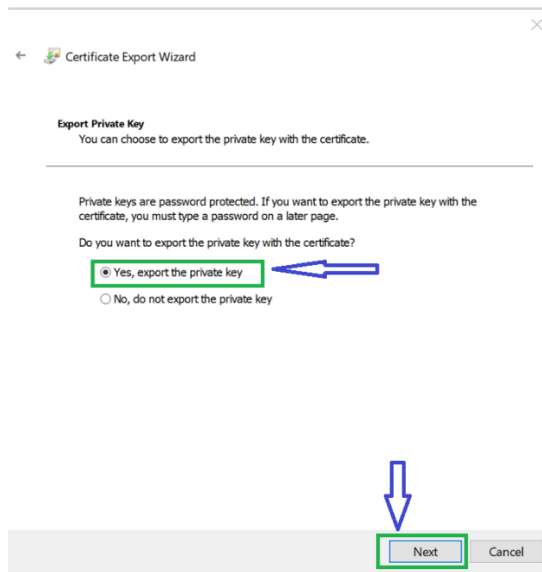 Certificate Export Wizard
Export Private Key
You can choose to export the private key with the certificate.
Private keys are password protected. If you want to export the private key with the
certificate, you must type a password on a later page.
Do you want to export the private key with the certificate?
Yes, export the private key
No, do not export the private key
Next
Cancel